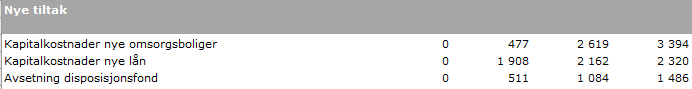 Nye tiltak
Kapitalkostnader nye omsorgsboliger 0 477 2 619 3 394
Kapitalkostnader nye lån 0 1 908 2 162 2 320
Avsetning disposisjonsfond 0 511 1 084 1 486